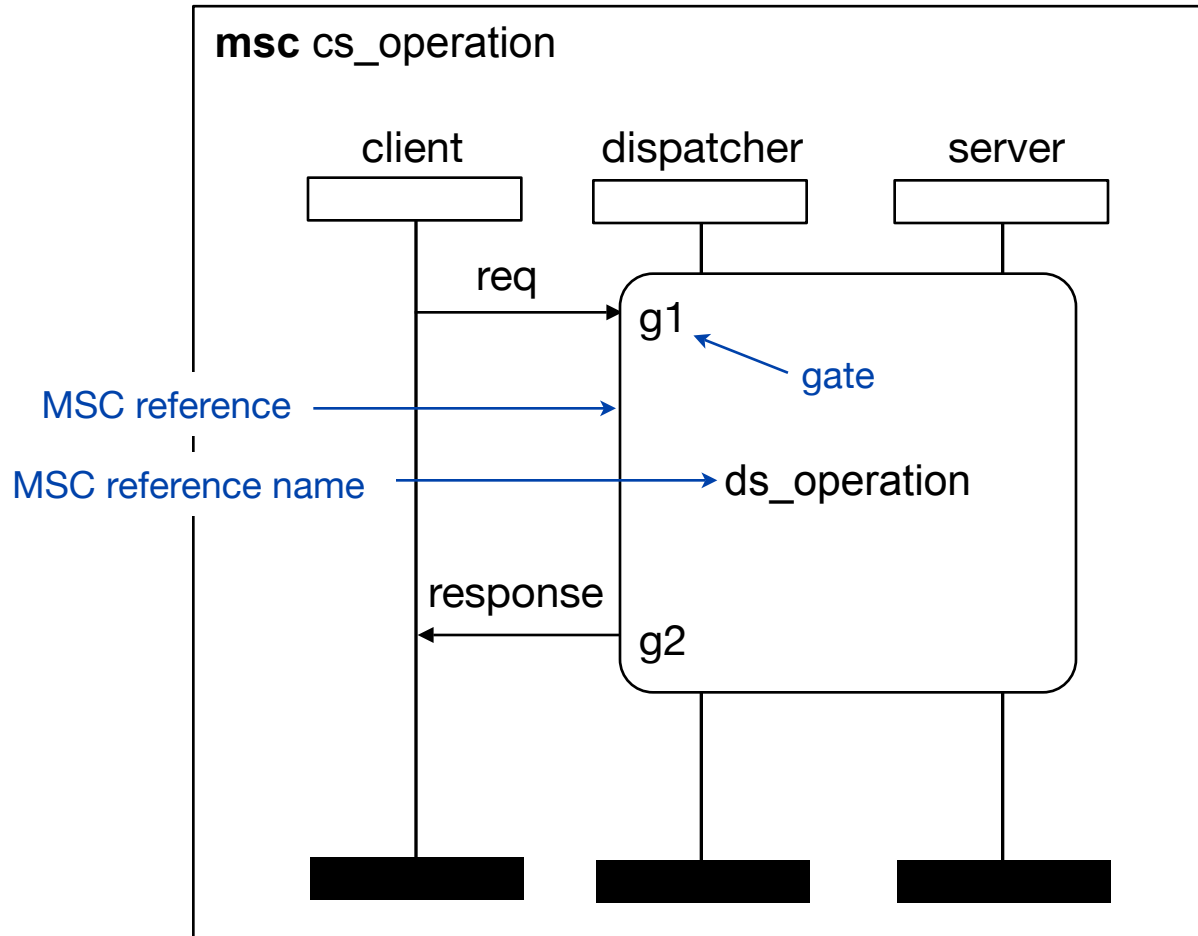 msc cs_operation
client
dispatcher
server
req
g1
gate
MSC reference
MSC reference name
ds_operation
response
g2